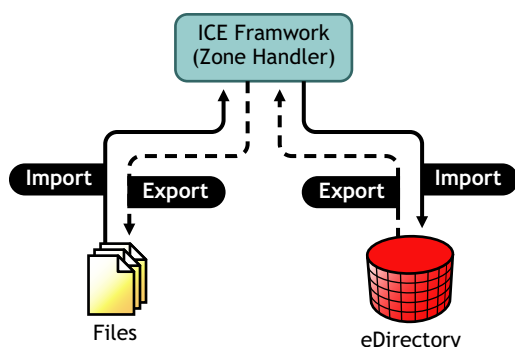 ICE Framwork
(Zone Handler)
Import
Export
Export
Import
Files
eDirectory